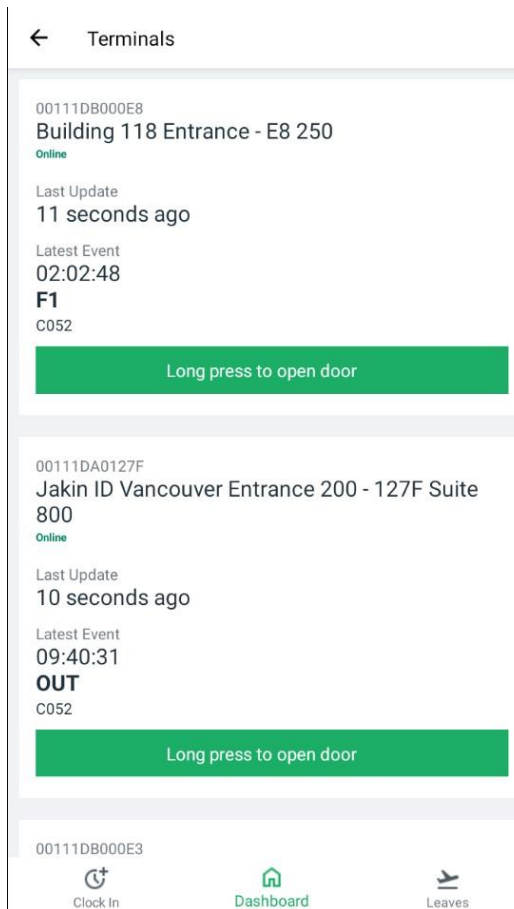 Terminals
00111DB000E8
Building 118 Entrance - E8 250
Online
Last Update
11 seconds ago
Latest Event
02:02:48
F1
C052
Long press to open door
00111DA0127F
Jakin ID Vancouver Entrance 200 - 127F Suite
800
Online
Last Update
10 seconds ago
Latest Event
09:40:31
OUT
C052
Long press to open door
00111DB000E3
Clock In
Dashboard
Leaves